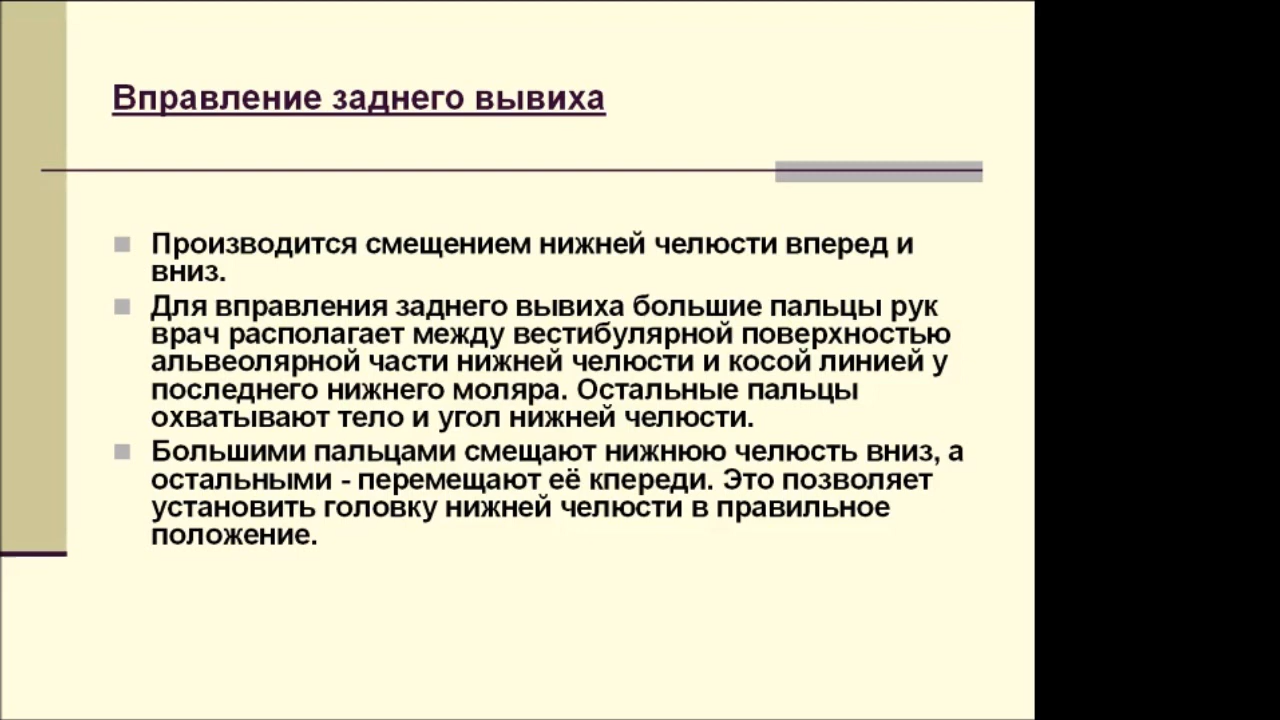 Вправление заднего вывиха
Производится смещением нижней челюсти вперед и
вниз.
Для вправления заднего вывиха большие пальцы рук
врач располагает между вестибулярной поверхностью
альвеолярной части нижней челюсти и косой линией у
последнего нижнего моляра. Остальные пальцы
охватывают тело и угол нижней челюсти.
Большими пальцами смещают нижнюю челюсть вниз, а
остальными - перемещают её кпереди. Это позволяет
установить головку нижней челюсти в правильное
положение.